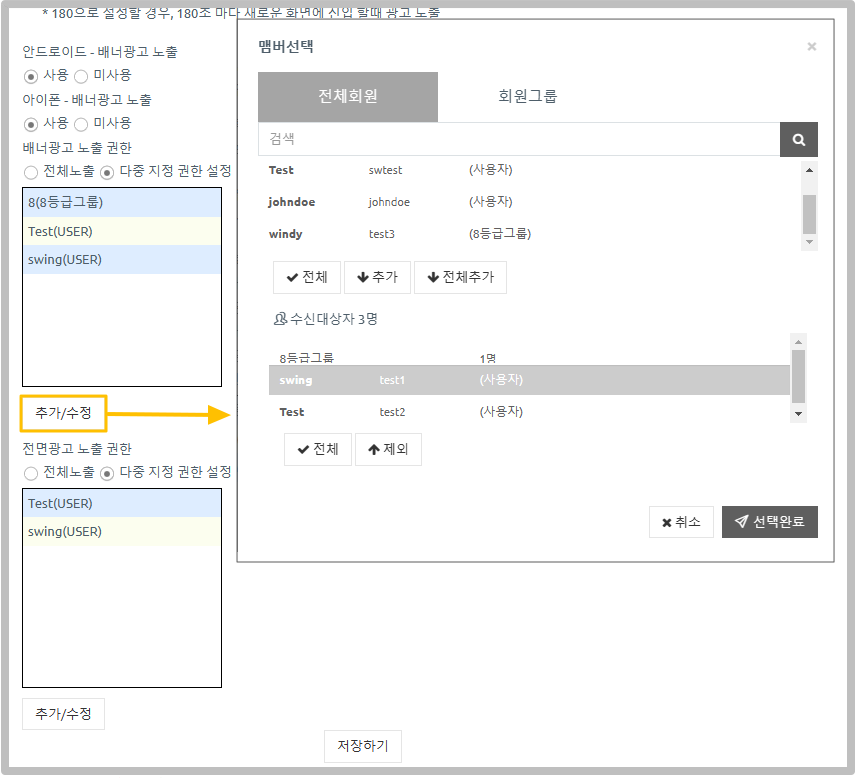 * 180으로 설정할 경우, 180초 마다 새로운 화면에 진입 할때 광고 노출
안드로이드 - 배너광고 노출
사용 미사용
아이폰 - 배너광고 노출
사용 미사용
배너광고 노출 권한
전체노출 다중 지정 권한 설정
8(8등급그룹)
Test(USER)
swing(USER)
추가/수정
전면광고 노출 권한
전체노출 다중 지정 권한 설정
Test(USER)
swing(USER)
추가/수정
맴버선택 ×
전체회원 회원그룹
검색
Test swtest (사용자)
johndoe johndoe (사용자)
windy test3 (8등급그룹)
전체 추가 전체추가
수신대상자 3명
8등급그룹 1명
swing test1 (사용자)
Test test2 (사용자)
전체 제외
취소 선택완료
저장하기